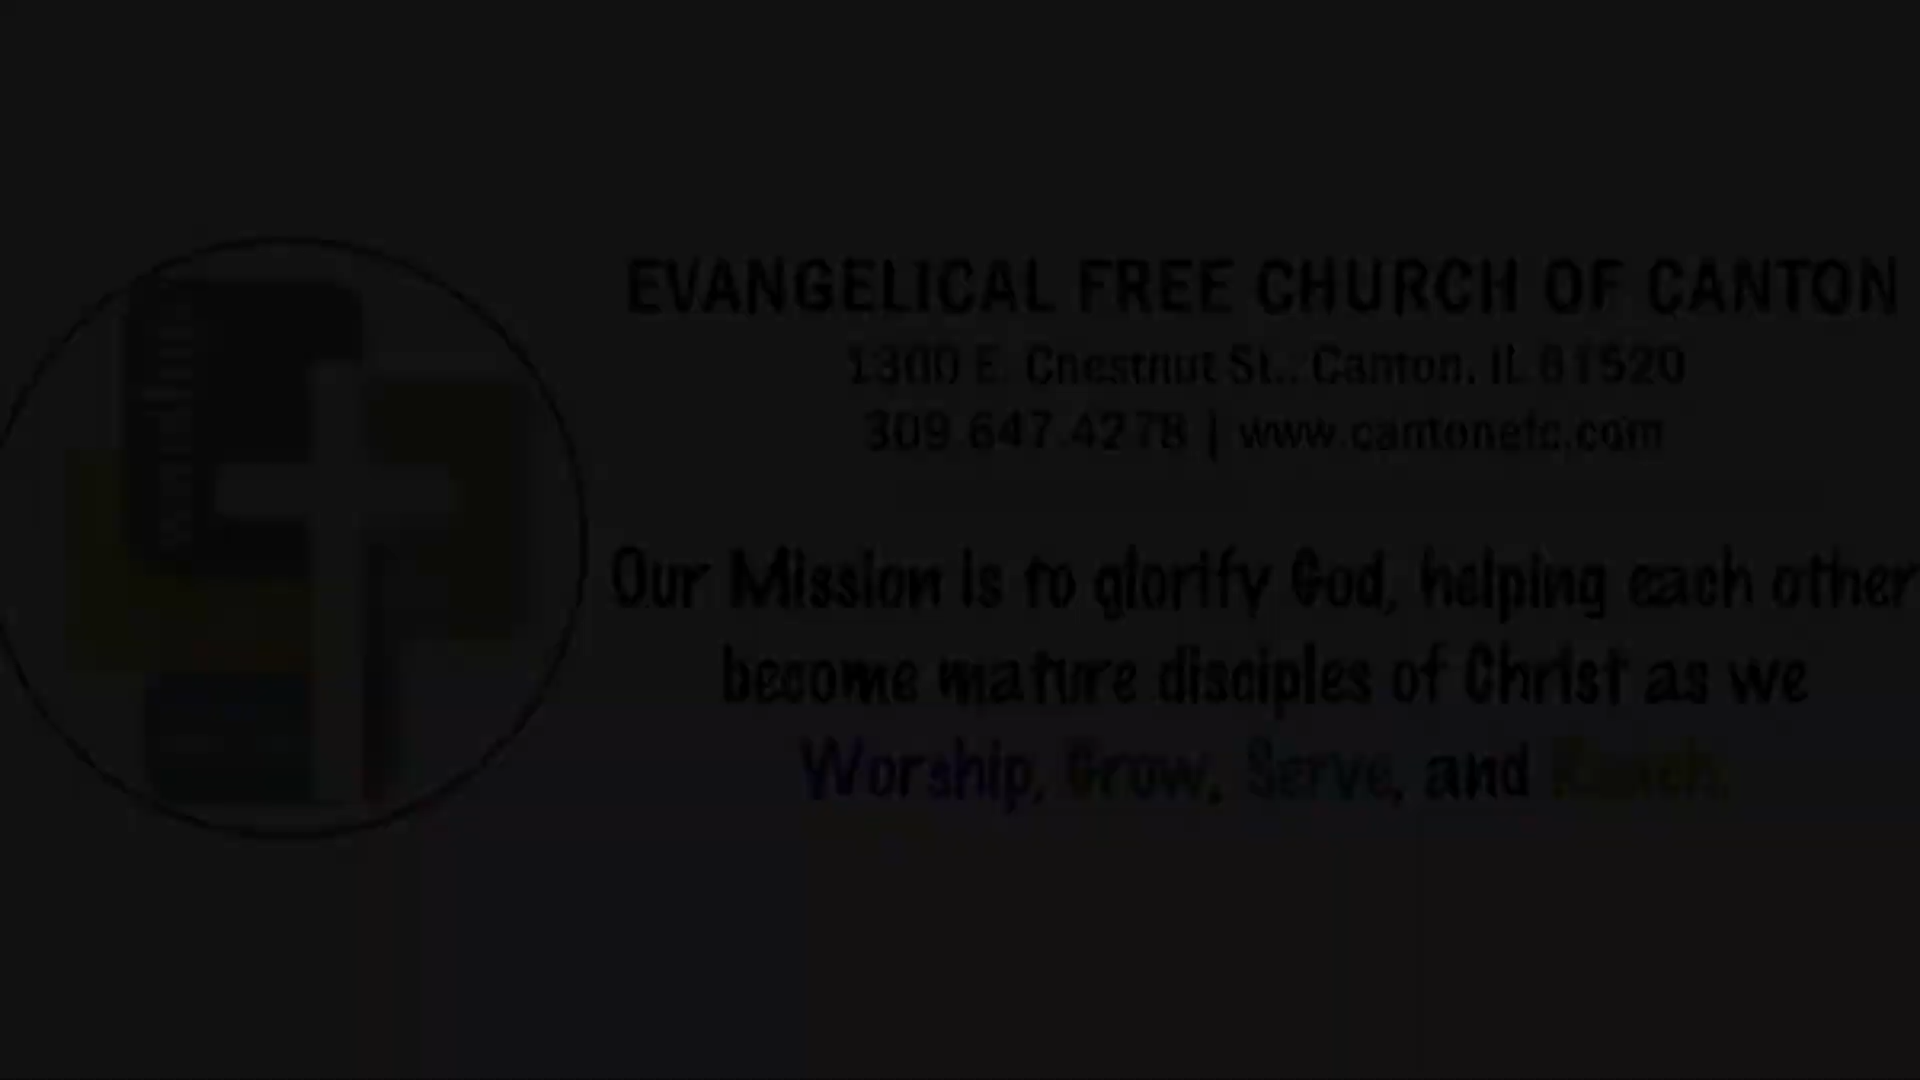 EVANGELICAL FREE CHURCH OF CANTON
1300 E. Chestnut St., Canton, IL 61520
309.647.4278 | www.cantonefc.com
Our Mission is to glorify God, helping each other
become mature disciples of Christ as we
Worship, Grow, Serve, and Reach.